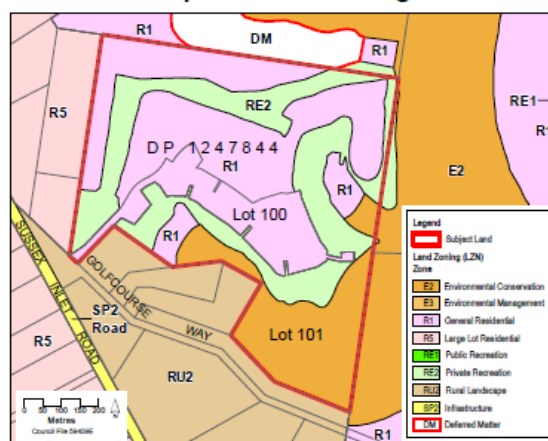 R1
DM
R1
RE1
R1
R5
RE2
DP 1247844
R1
R1
E2
Lot 100
R1
SUSSEX INLET ROAD
GOLFCOURSE WAY
SP2
Road
Lot 101
R5
RU2
R1
0 50 100 150 200
Metres
Legend
Subject Land
Land Zoning (LZN)
Zone
E2 Environmental Conservation
E3 Environmental Management
R1 General Residential
R5 Large Lot Residential
RE1 Public Recreation
RE2 Private Recreation
RU2 Rural Landscape
SP2 Infrastructure
DM Deferred Matter